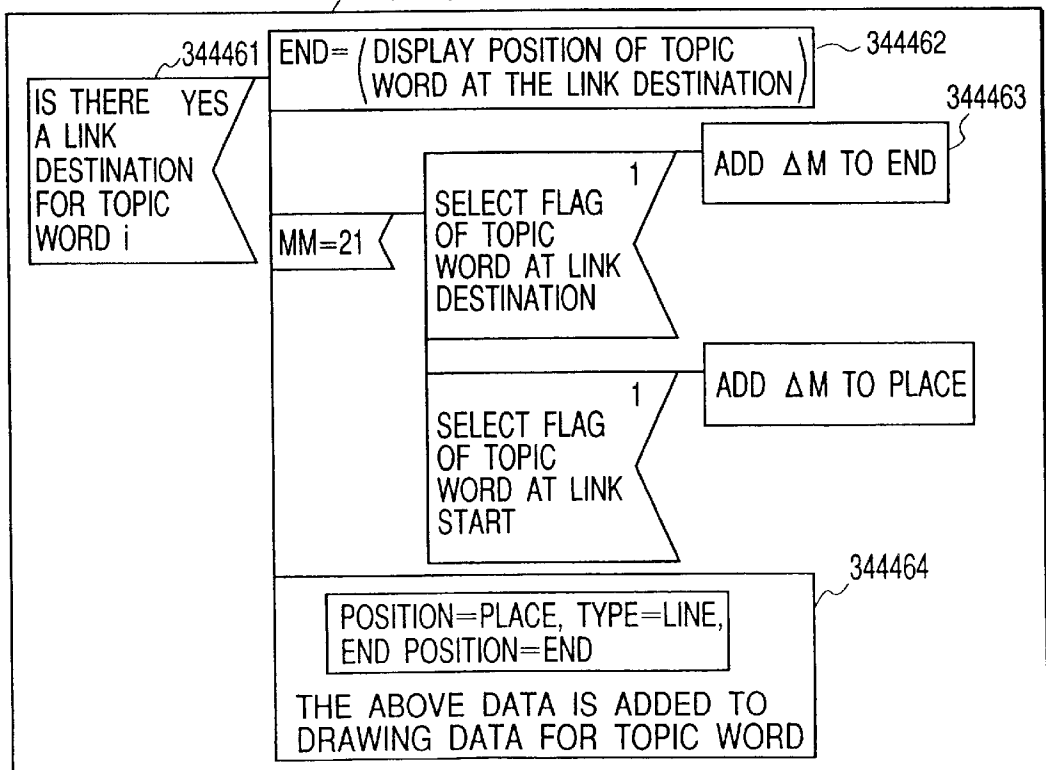 344461
IS THERE YES
A LINK
DESTINATION
FOR TOPIC
WORD i
END=(DISPLAY POSITION OF TOPIC
WORD AT THE LINK DESTINATION)
344462
344463
MM=21
1
SELECT FLAG
OF TOPIC
WORD AT LINK
DESTINATION
ADD ΔM TO END
1
SELECT FLAG
OF TOPIC
WORD AT LINK
START
ADD ΔM TO PLACE
344464
POSITION=PLACE, TYPE=LINE,
END POSITION=END
THE ABOVE DATA IS ADDED TO
DRAWING DATA FOR TOPIC WORD